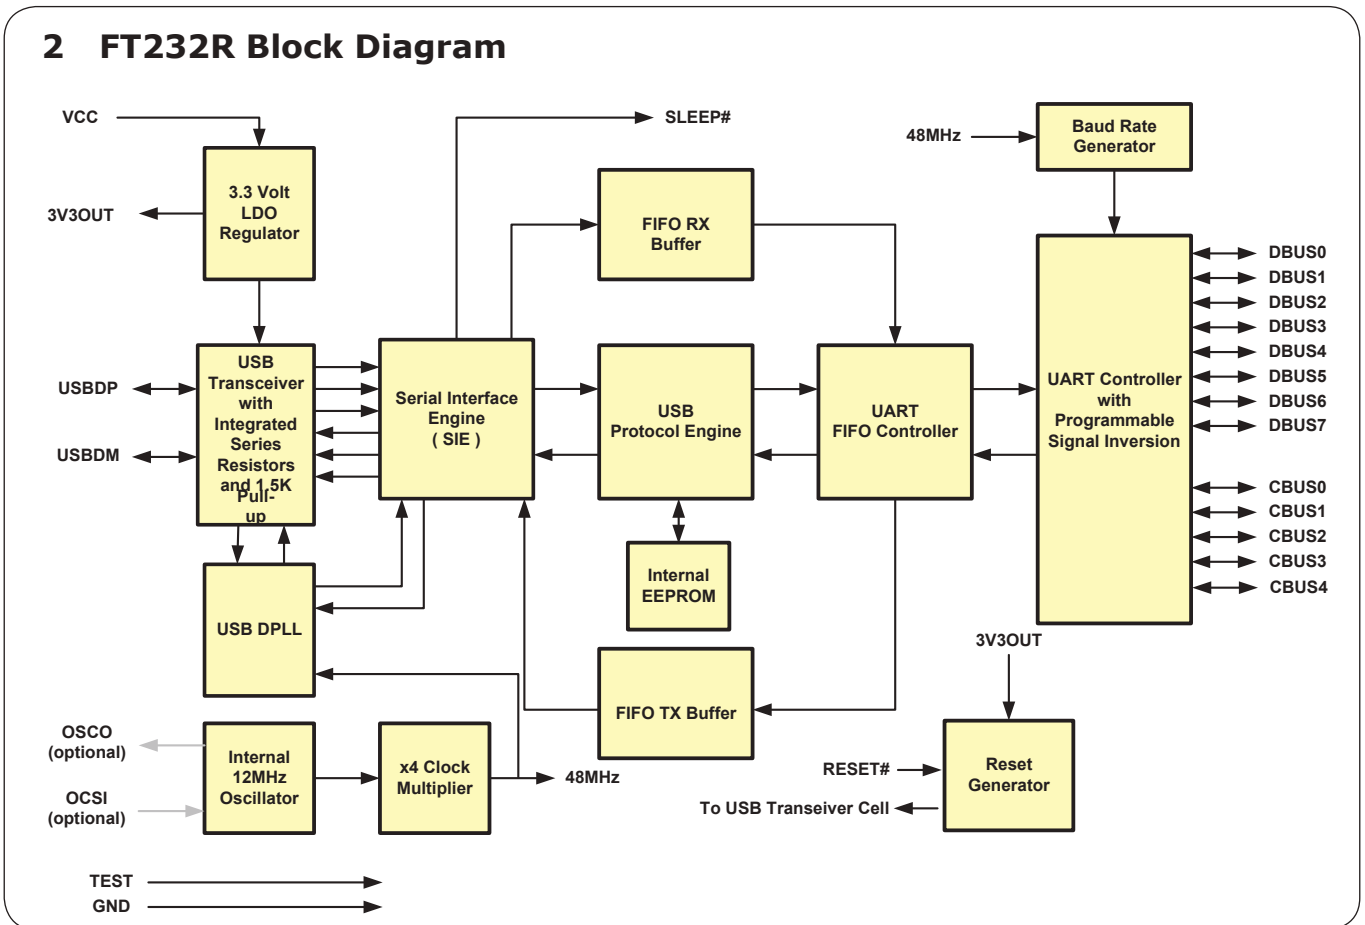 2 FT232R Block Diagram
VCC
SLEEP#
48MHz
Baud Rate
Generator
3.3 Volt
LDO
Regulator
3V3OUT
FIFO RX
Buffer
DBUS0
DBUS1
DBUS2
DBUS3
DBUS4
DBUS5
DBUS6
DBUS7
USBDP
USBDM
USB
Transceiver
with
Integrated
Series
Resistors
and 1.5K
Pull-
up
Serial Interface
Engine
( SIE )
USB
Protocol Engine
UART
FIFO Controller
UART Controller
with
Programmable
Signal Inversion
CBUS0
CBUS1
CBUS2
CBUS3
CBUS4
USB DPLL
Internal
EEPROM
3V3OUT
FIFO TX Buffer
OSCO
(optional)
OCSI
(optional)
Internal
12MHz
Oscillator
x4 Clock
Multiplier
48MHz
RESET#
To USB Transeiver Cell
Reset
Generator
TEST
GND